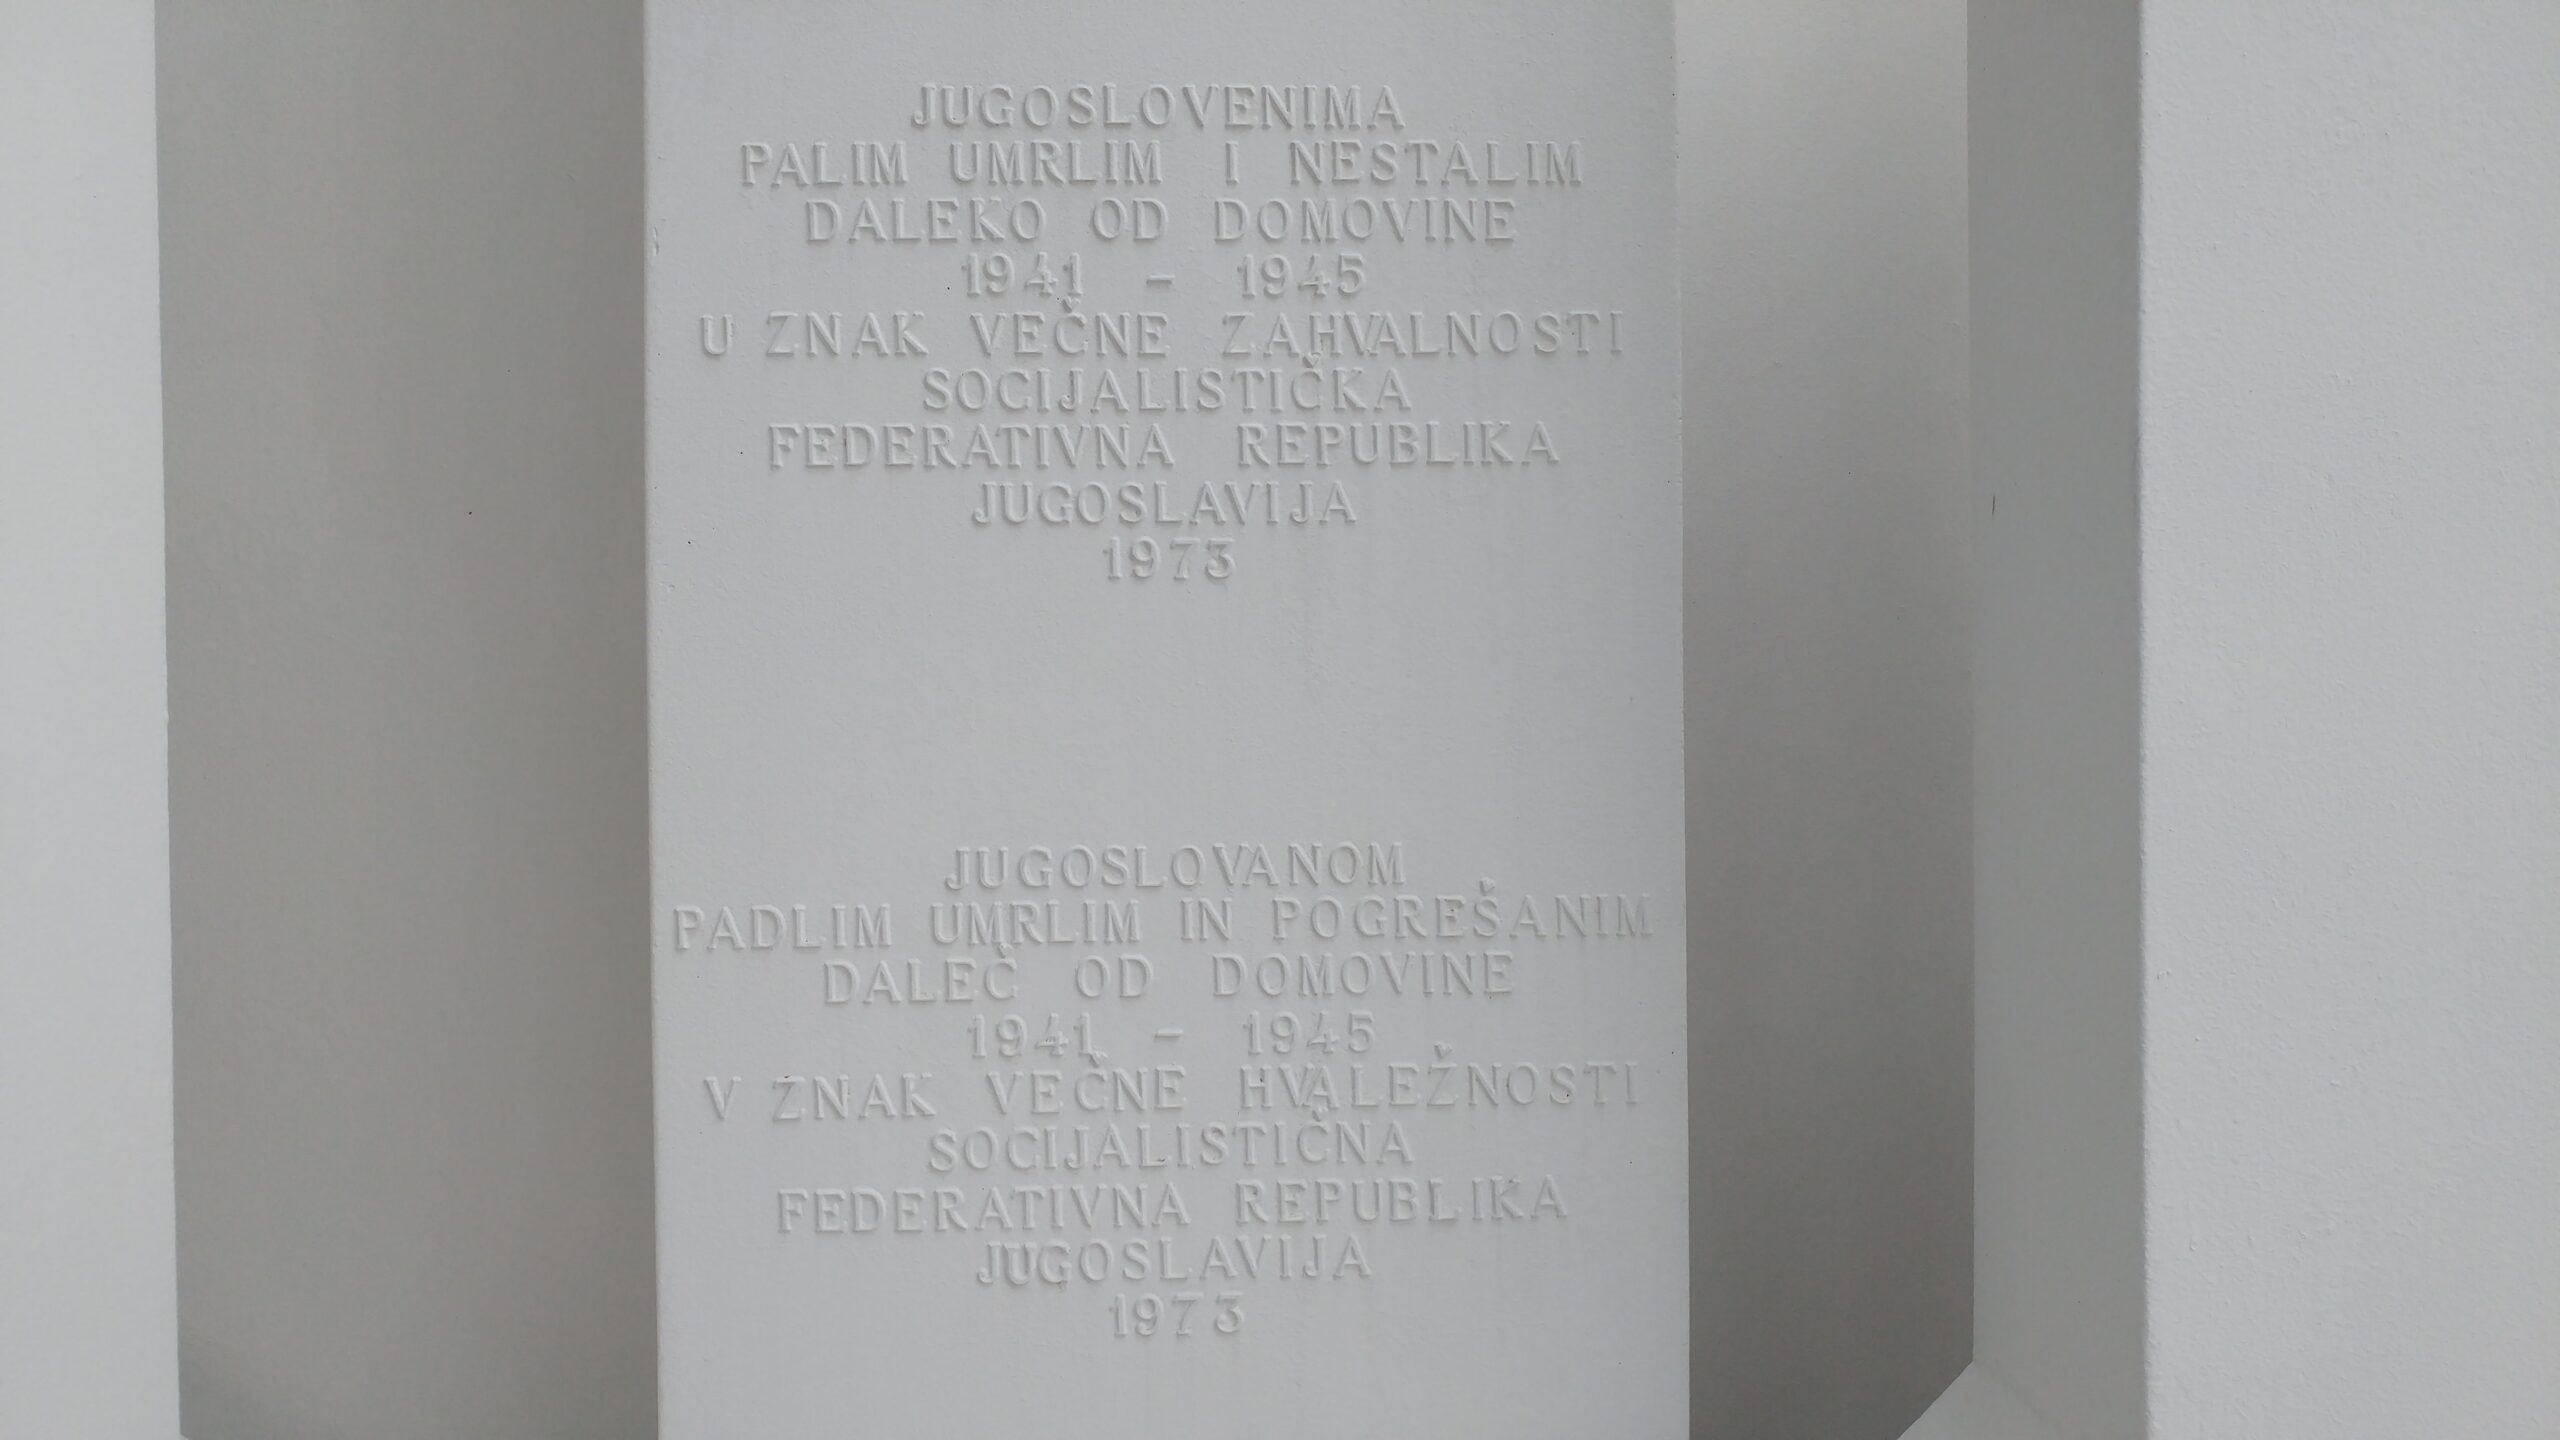 JUGOSLOVENIMA
PALIM UMRLIM I NESTALIM
DALEKO OD DOMOVINE
1941 - 1945
U ZNAK VEČNE ZAHVALNOSTI
SOCIJALISTIČKA
FEDERATIVNA REPUBLIKA
JUGOSLAVIJA
1973
JUGOSLOVANOM
PADLIM UMRLIM IN POGREŠANIM
DALEČ OD DOMOVINE
1941 - 1945
V ZNAK VEČNE HVALEŽNOSTI
SOCIJALISTIČNA
FEDERATIVNA REPUBLIKA
JUGOSLAVIJA
1973